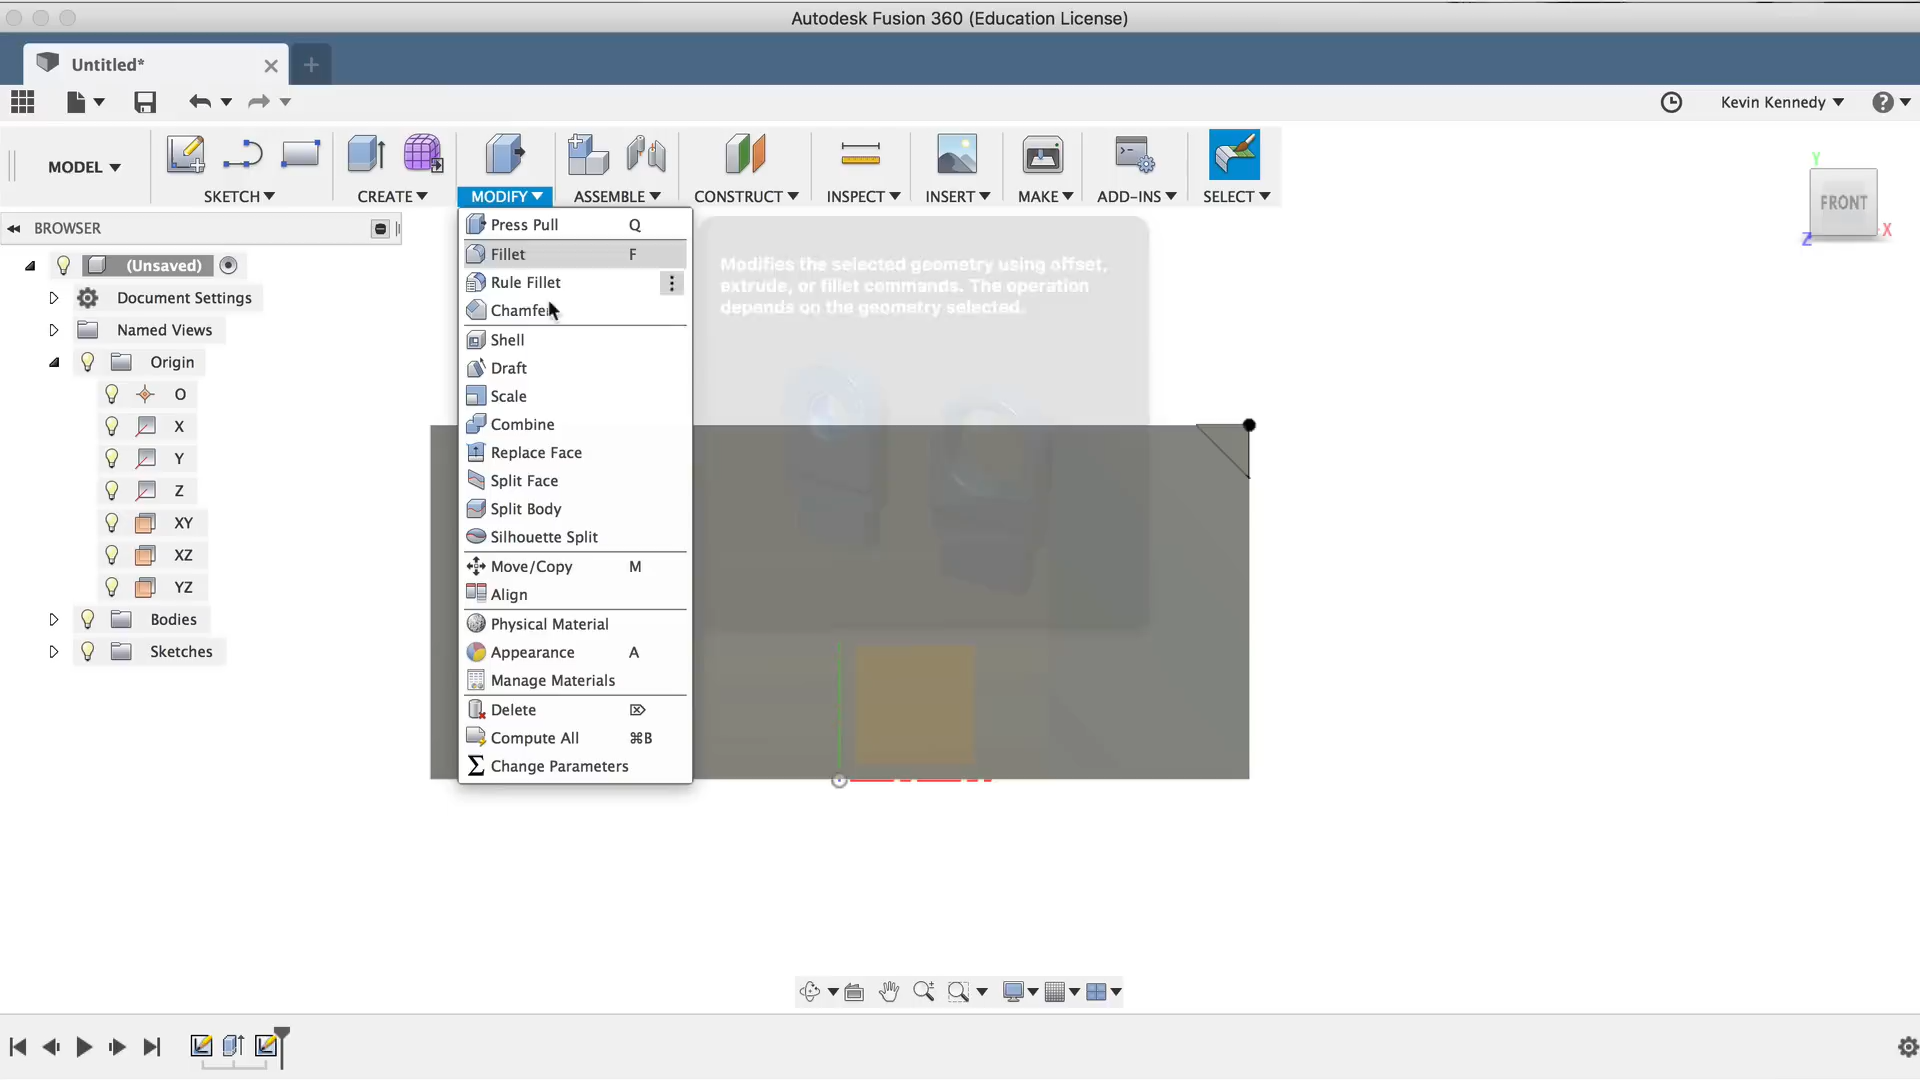 Autodesk Fusion 360 (Education License)
Untitled*
Kevin Kennedy
MODEL
SKETCH
CREATE
MODIFY
ASSEMBLE
CONSTRUCT
INSPECT
INSERT
MAKE
ADD-INS
SELECT
Y
FRONT
Z
X
BROWSER
(Unsaved)
Document Settings
Named Views
Origin
O
X
Y
Z
XY
XZ
YZ
Bodies
Sketches
Press Pull Q
Fillet F
Rule Fillet
Chamfer
Shell
Draft
Scale
Combine
Replace Face
Split Face
Split Body
Silhouette Split
Move/Copy M
Align
Physical Material
Appearance A
Manage Materials
Delete
Compute All ⌘B
Change Parameters
Modifies the selected geometry using offset,
extrude, or fillet commands. The operation
depends on the geometry selected.